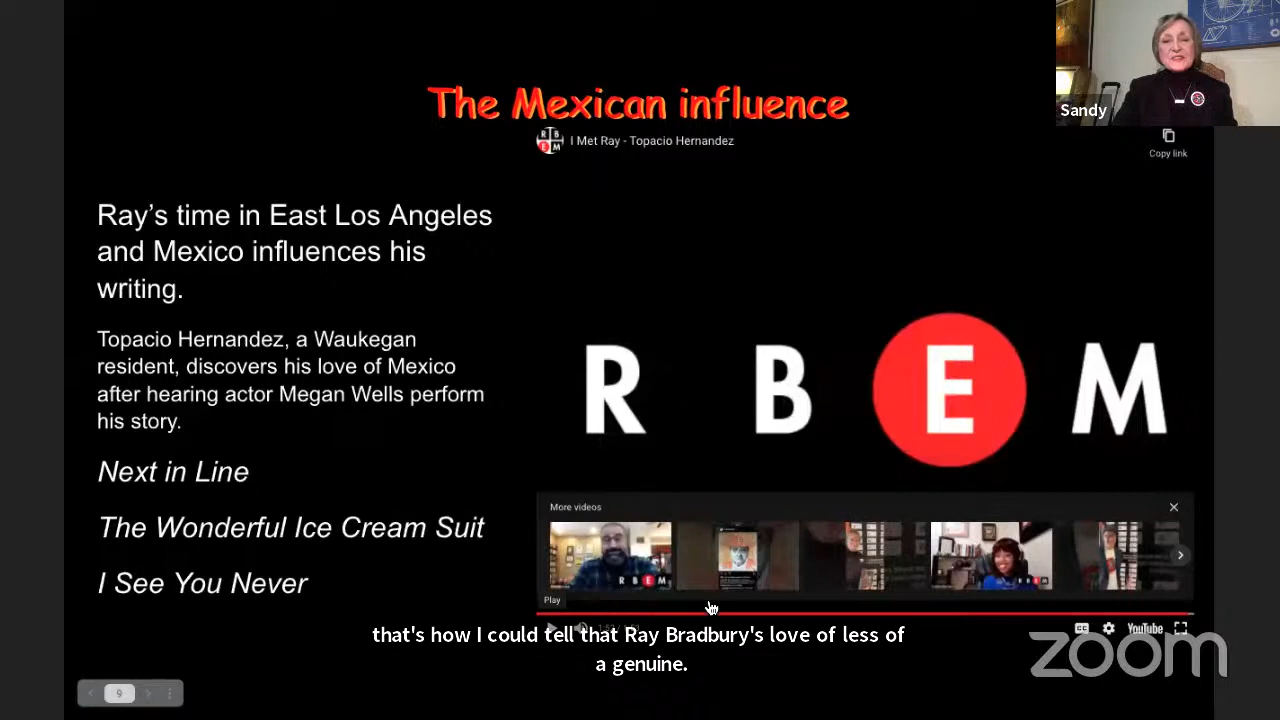 The Mexican influence
Sandy
R B
E M
I Met Ray - Topacio Hernandez
Copy link
Ray's time in East Los Angeles
and Mexico influences his
writing.
Topacio Hernandez, a Waukegan
resident, discovers his love of Mexico
after hearing actor Megan Wells perform
his story.
Next in Line
The Wonderful Ice Cream Suit
I See You Never
R B E M
More videos
R B E M
R B E M
Play
CC
YouTube
that's how I could tell that Ray Bradbury's love of less of
a genuine.
zoom
9